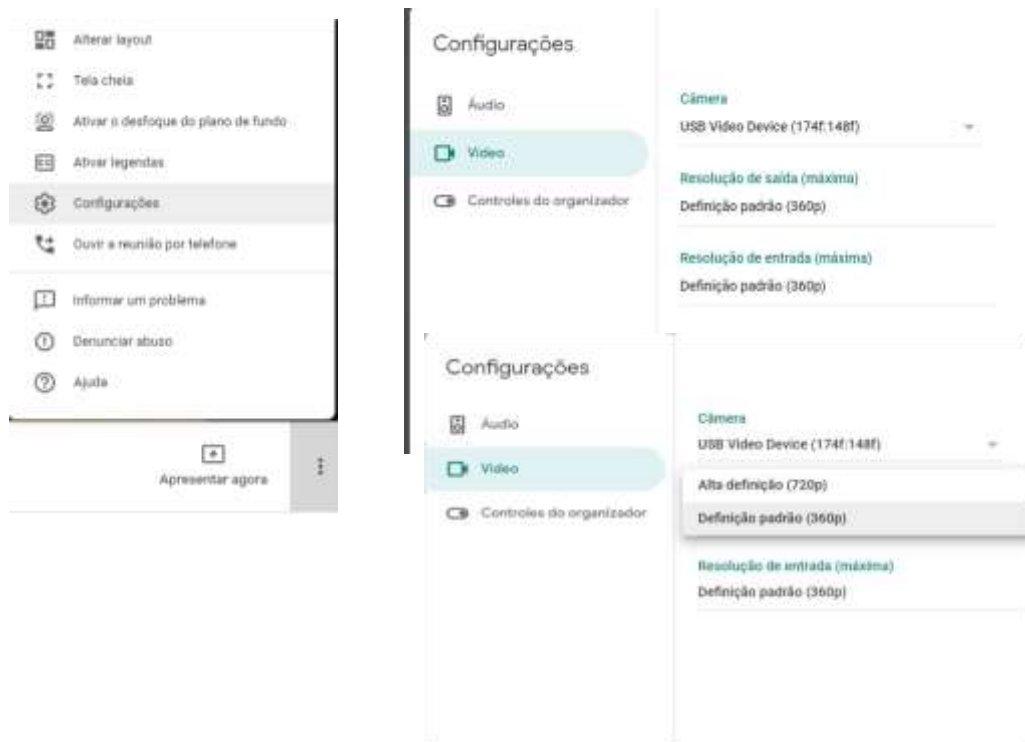 Alterar layout
Tela cheia
Ativar o desfoque do plano de fundo
Ativar legendas
Configurações
Ouvir a reunião por telefone
Informar um problema
Denunciar abuso
Ajuda
Apresentar agora
Configurações
Áudio
Vídeo
Controles do organizador
Câmera
USB Video Device (174f:148f)
Resolução de saída (máxima)
Definição padrão (360p)
Resolução de entrada (máxima)
Definição padrão (360p)
Configurações
Áudio
Vídeo
Controles do organizador
Câmera
USB Video Device (174f:148f)
Alta definição (720p)
Definição padrão (360p)
Resolução de entrada (máxima)
Definição padrão (360p)